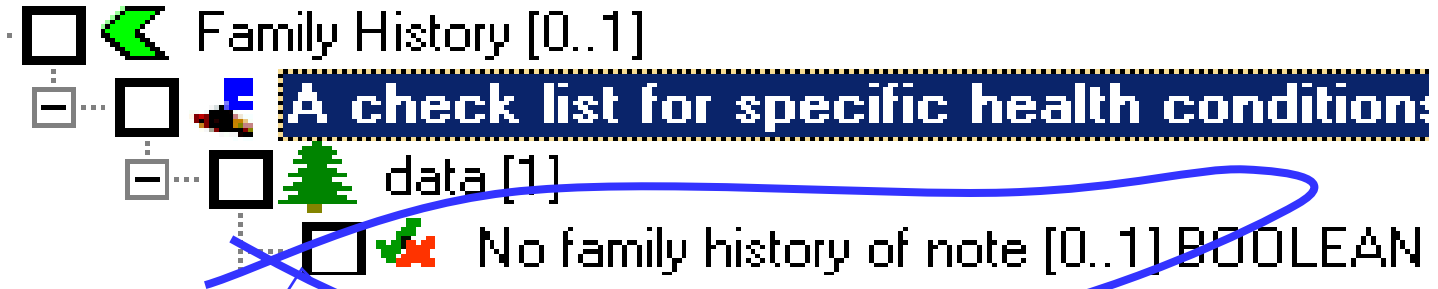 Family History [0..1]
A check list for specific health conditions
data [1]
No family history of note [0..1] BOOLEAN